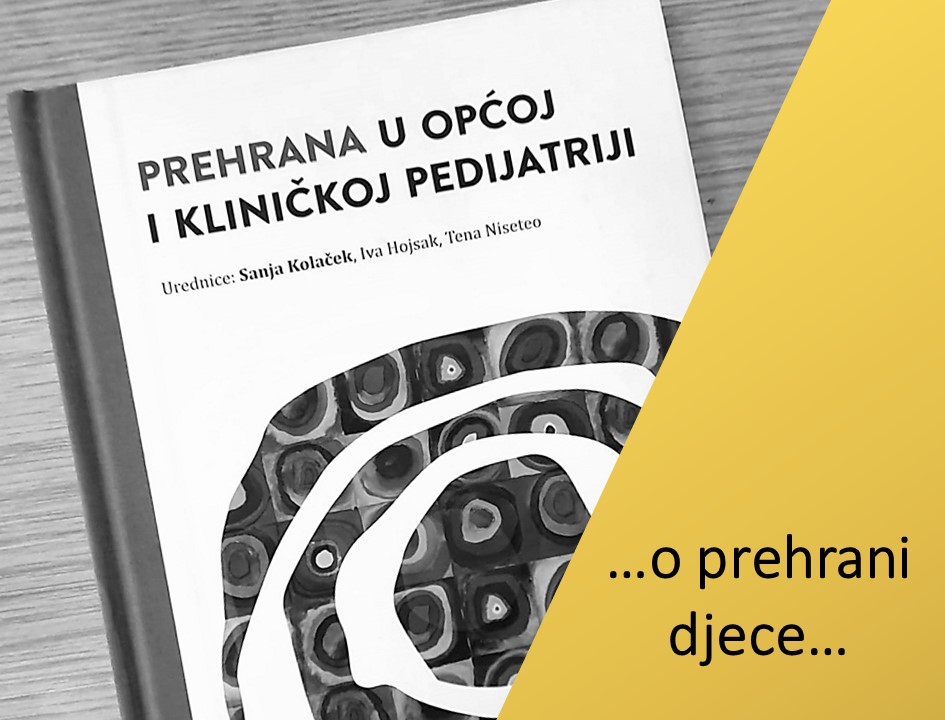 PREHRANA U OPĆOJ
I KLINIČKOJ PEDIJATRIJI
Urednice: Sanja Kolaček, Iva Hojsak, Tena Niseteo
...o prehrani
djece...